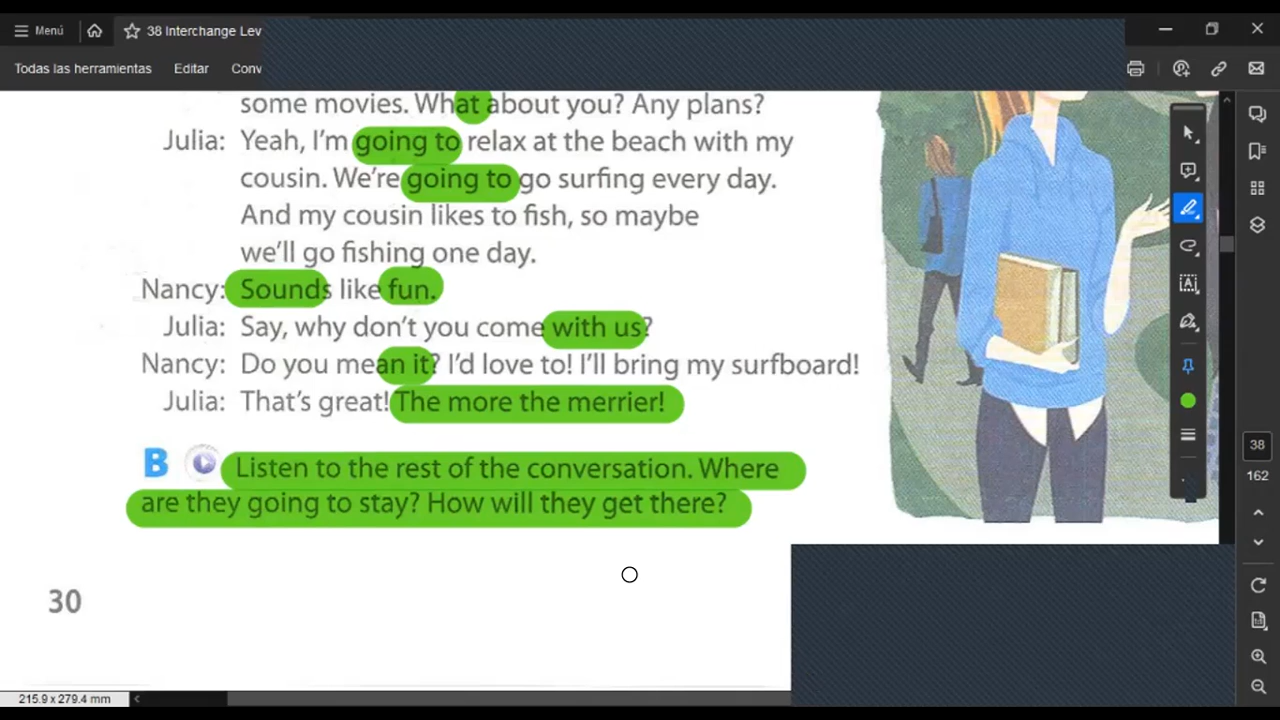 Menú
38 Interchange Lev
Todas las herramientas
Editar
Conv
some movies. What about you? Any plans?
Julia: Yeah, I'm going to relax at the beach with my
cousin. We're going to go surfing every day.
And my cousin likes to fish, so maybe
we'll go fishing one day.
Nancy: Sounds like fun.
Julia: Say, why don't you come with us?
Nancy: Do you mean it? I'd love to! I'll bring my surfboard!
Julia: That's great! The more the merrier!
B Listen to the rest of the conversation. Where
are they going to stay? How will they get there?
30
38
162
215.9 x 279.4 mm